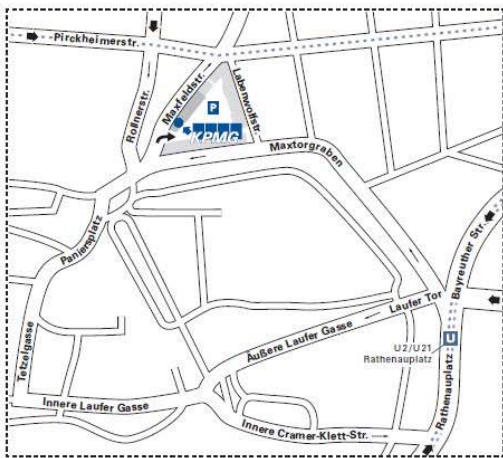 Pirckheimerstr.
Rollnerstr.
Maxfeldstr.
Labenwolfstr.
P
KPMG
Maxtorgraben
Paniersplatz
Bayreuther Str.
Laufer Tor
Tetzelgasse
Äußere Laufer Gasse
U
U2/U21
Rathenauplatz
Rathenauplatz
Innere Laufer Gasse
Innere Cramer-Klett-Str.